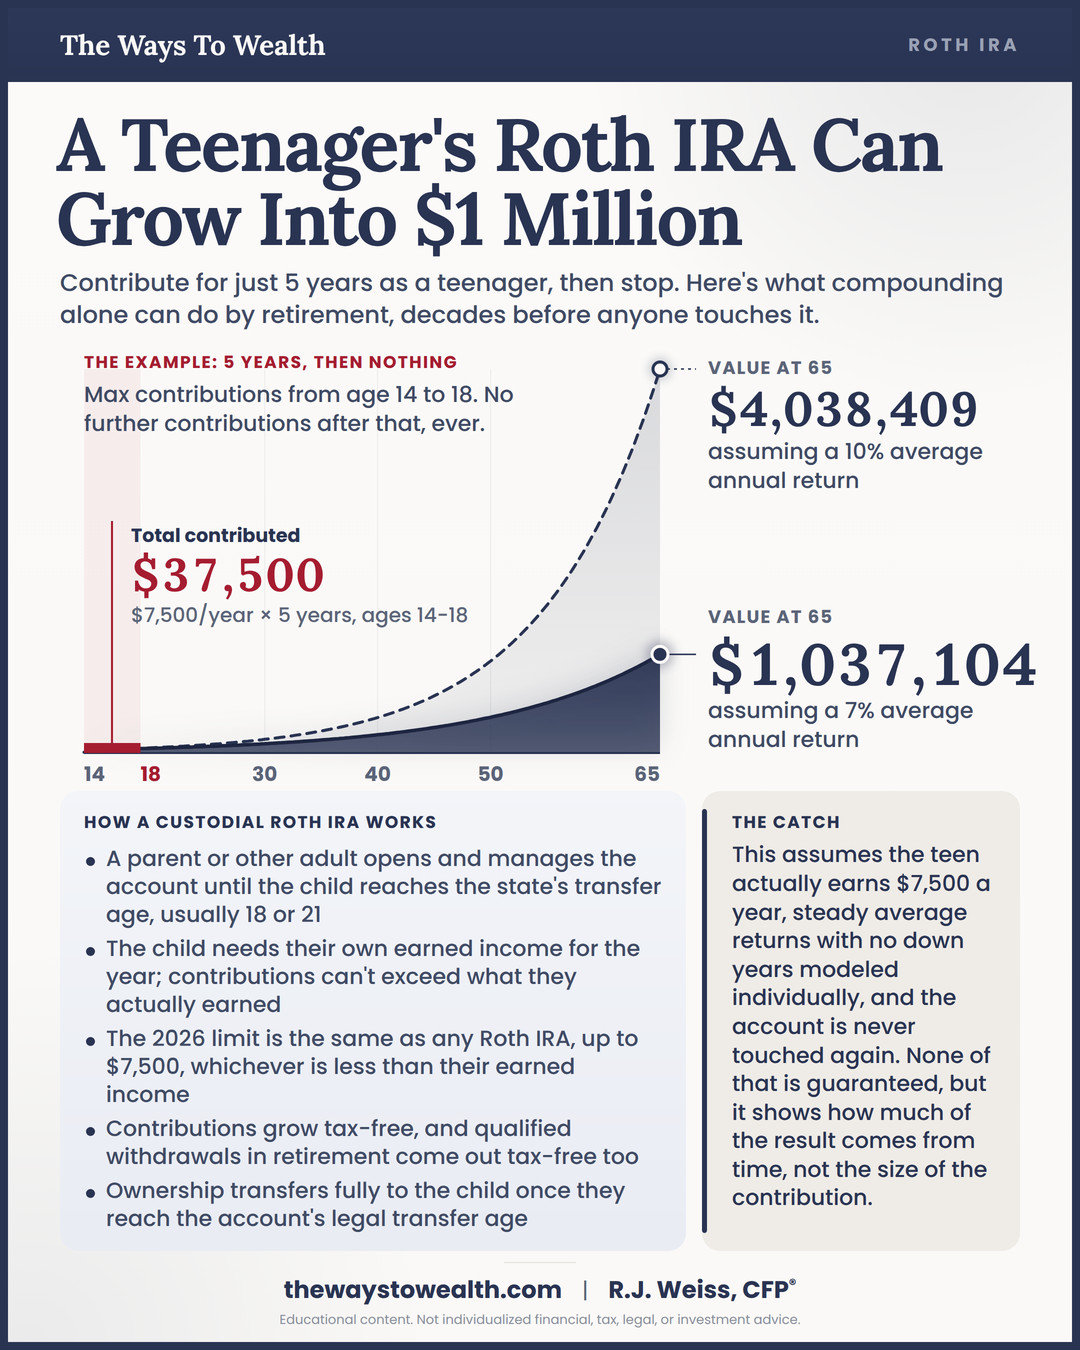 The Ways To Wealth
ROTH IRA
A Teenager's Roth IRA Can
Grow Into $1 Million
Contribute for just 5 years as a teenager, then stop. Here's what compounding
alone can do by retirement, decades before anyone touches it.
THE EXAMPLE: 5 YEARS, THEN NOTHING
Max contributions from age 14 to 18. No
further contributions after that, ever.
VALUE AT 65
$4,038,409
assuming a 10% average
annual return
Total contributed
$37,500
$7,500/year × 5 years, ages 14–18
VALUE AT 65
$1,037,104
assuming a 7% average
annual return
14 18 30 40 50 65
HOW A CUSTODIAL ROTH IRA WORKS
• A parent or other adult opens and manages the
account until the child reaches the state's transfer
age, usually 18 or 21
• The child needs their own earned income for the
year; contributions can't exceed what they
actually earned
• The 2026 limit is the same as any Roth IRA, up to
$7,500, whichever is less than their earned
income
• Contributions grow tax-free, and qualified
withdrawals in retirement come out tax-free too
• Ownership transfers fully to the child once they
reach the account's legal transfer age
THE CATCH
This assumes the teen
actually earns $7,500 a
year, steady average
returns with no down
years modeled
individually, and the
account is never
touched again. None of
that is guaranteed, but
it shows how much of
the result comes from
time, not the size of the
contribution.
thewaystowealth.com | R.J. Weiss, CFP®
Educational content. Not individualized financial, tax, legal, or investment advice.